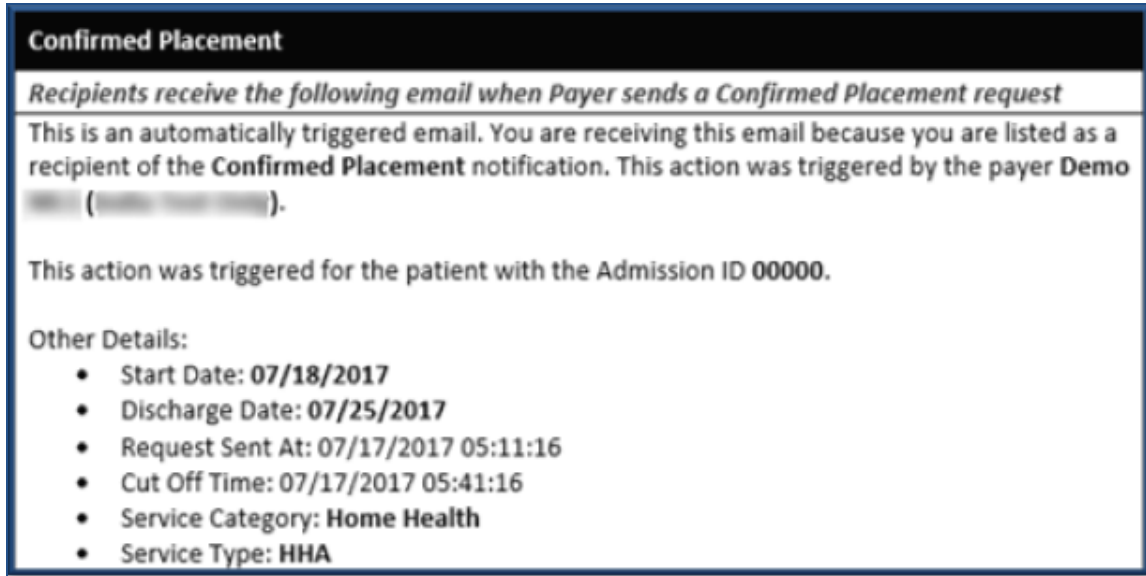 Confirmed Placement
Recipients receive the following email when Payer sends a Confirmed Placement request
This is an automatically triggered email. You are receiving this email because you are listed as a
recipient of the Confirmed Placement notification. This action was triggered by the payer Demo
( ).
This action was triggered for the patient with the Admission ID 00000.
Other Details:
• Start Date: 07/18/2017
• Discharge Date: 07/25/2017
• Request Sent At: 07/17/2017 05:11:16
• Cut Off Time: 07/17/2017 05:41:16
• Service Category: Home Health
• Service Type: HHA